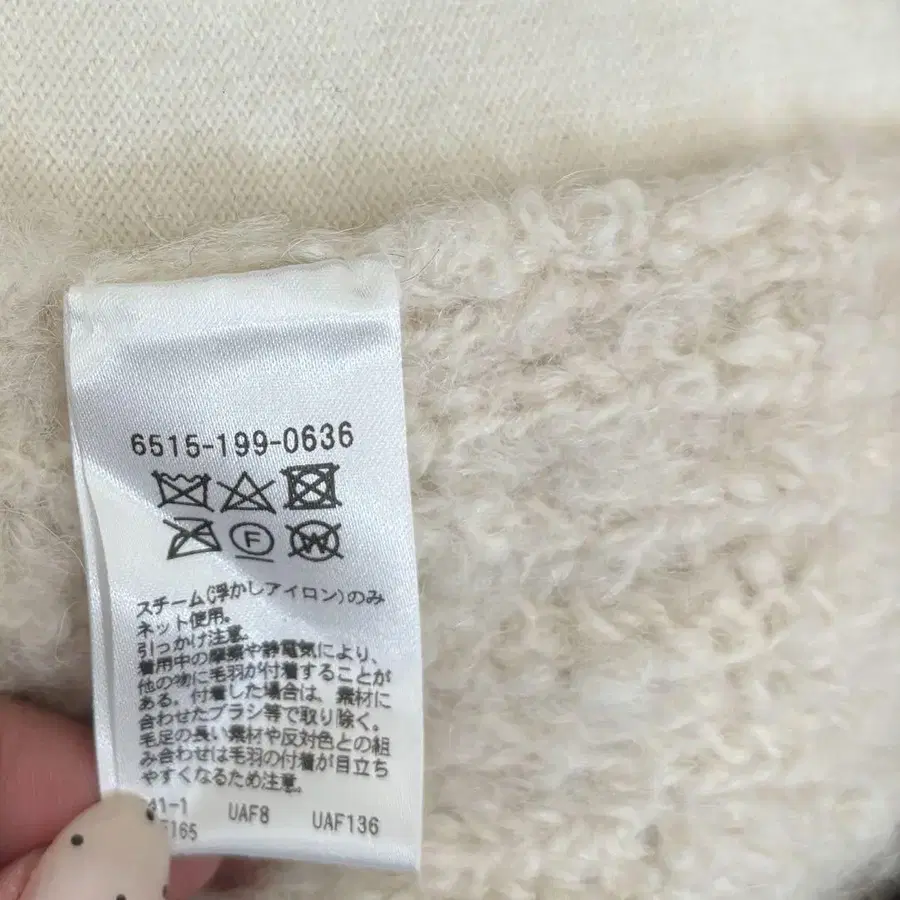 6515-199-0636
F W
スチーム(浮かしアイロン)のみ
ネット使用。
引っかけ注意。
着用中の摩擦や静電気により、
他の物に毛羽が付着することが
ある。付着した場合は、素材に
合わせたブラシ等で取り除く。
毛足の長い素材や反対色との組
み合わせは毛羽の付着が目立ち
やすくなるため注意。
41-1 UAF8 UAF136
165